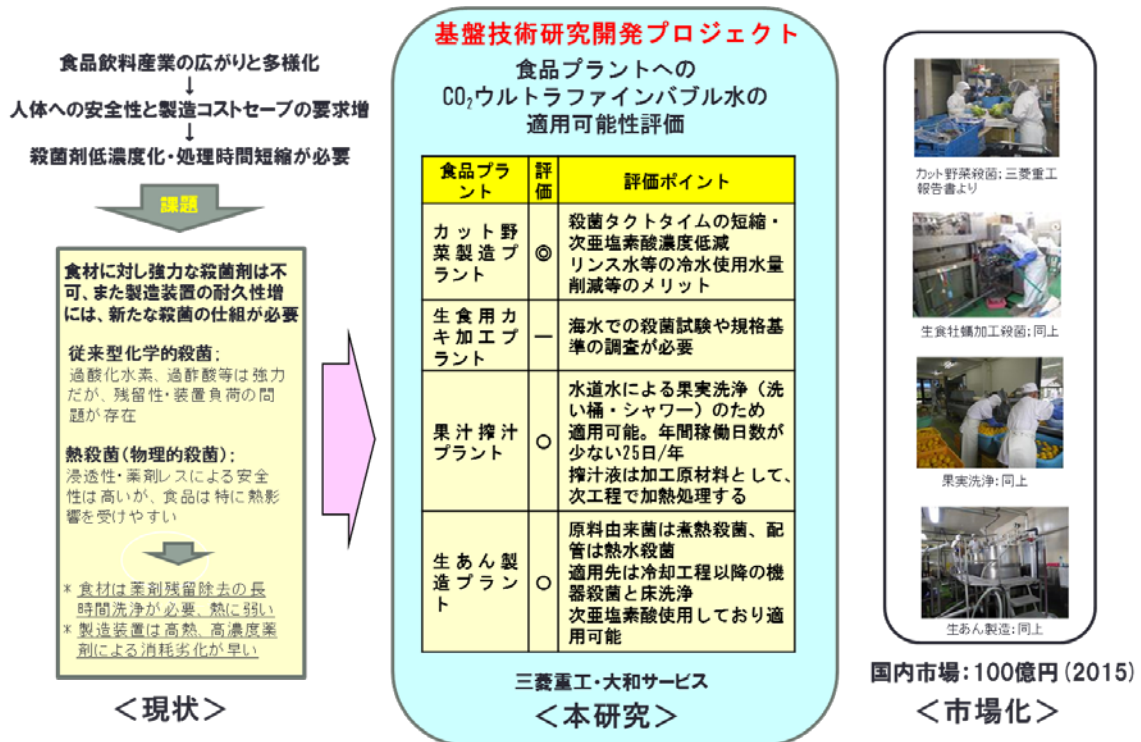 食品飲料産業の広がりと多様化
↓
人体への安全性と製造コストセーブの要求増
↓
殺菌剤低濃度化・処理時間短縮が必要
課題
食材に対し強力な殺菌剤は不
可、また製造装置の耐久性増
には、新たな殺菌の仕組が必要
従来型化学的殺菌;
過酸化水素、過酢酸等は強力
だが、残留性・装置負荷の問
題が存在
熱殺菌(物理的殺菌);
浸透性・薬剤レスによる安全
性は高いが、食品は特に熱影
響を受けやすい
* 食材は薬剤残留除去の長
時間洗浄が必要、熱に弱い
* 製造装置は高熱、高濃度薬
剤による消耗劣化が早い
＜現状＞
基盤技術研究開発プロジェクト
食品プラントへの
CO₂ウルトラファインバブル水の
適用可能性評価
食品プラ
ント
評
価
評価ポイント
カット野
菜製造プ
ラント
◎
殺菌タクトタイムの短縮・
次亜塩素酸濃度低減
リンス水等の冷水使用水量
削減等のメリット
生食用カ
キ加工プ
ラント
―
海水での殺菌試験や規格基
準の調査が必要
果汁搾汁
プラント
○
水道水による果実洗浄（洗
い桶・シャワー）のため
適用可能。年間稼働日数が
少ない25日/年
搾汁液は加工原材料として、
次工程で加熱処理する
生あん製
造プラン
ト
○
原料由来菌は煮熱殺菌、配
管は熱水殺菌
適用先は冷却工程以降の機
器殺菌と床洗浄
次亜塩素酸使用しており適
用可能
三菱重工・大和サービス
＜本研究＞
カット野菜殺菌；三菱重工
報告書より
生食牡蠣加工殺菌；同上
果実洗浄；同上
生あん製造；同上
国内市場：100億円(2015)
＜市場化＞